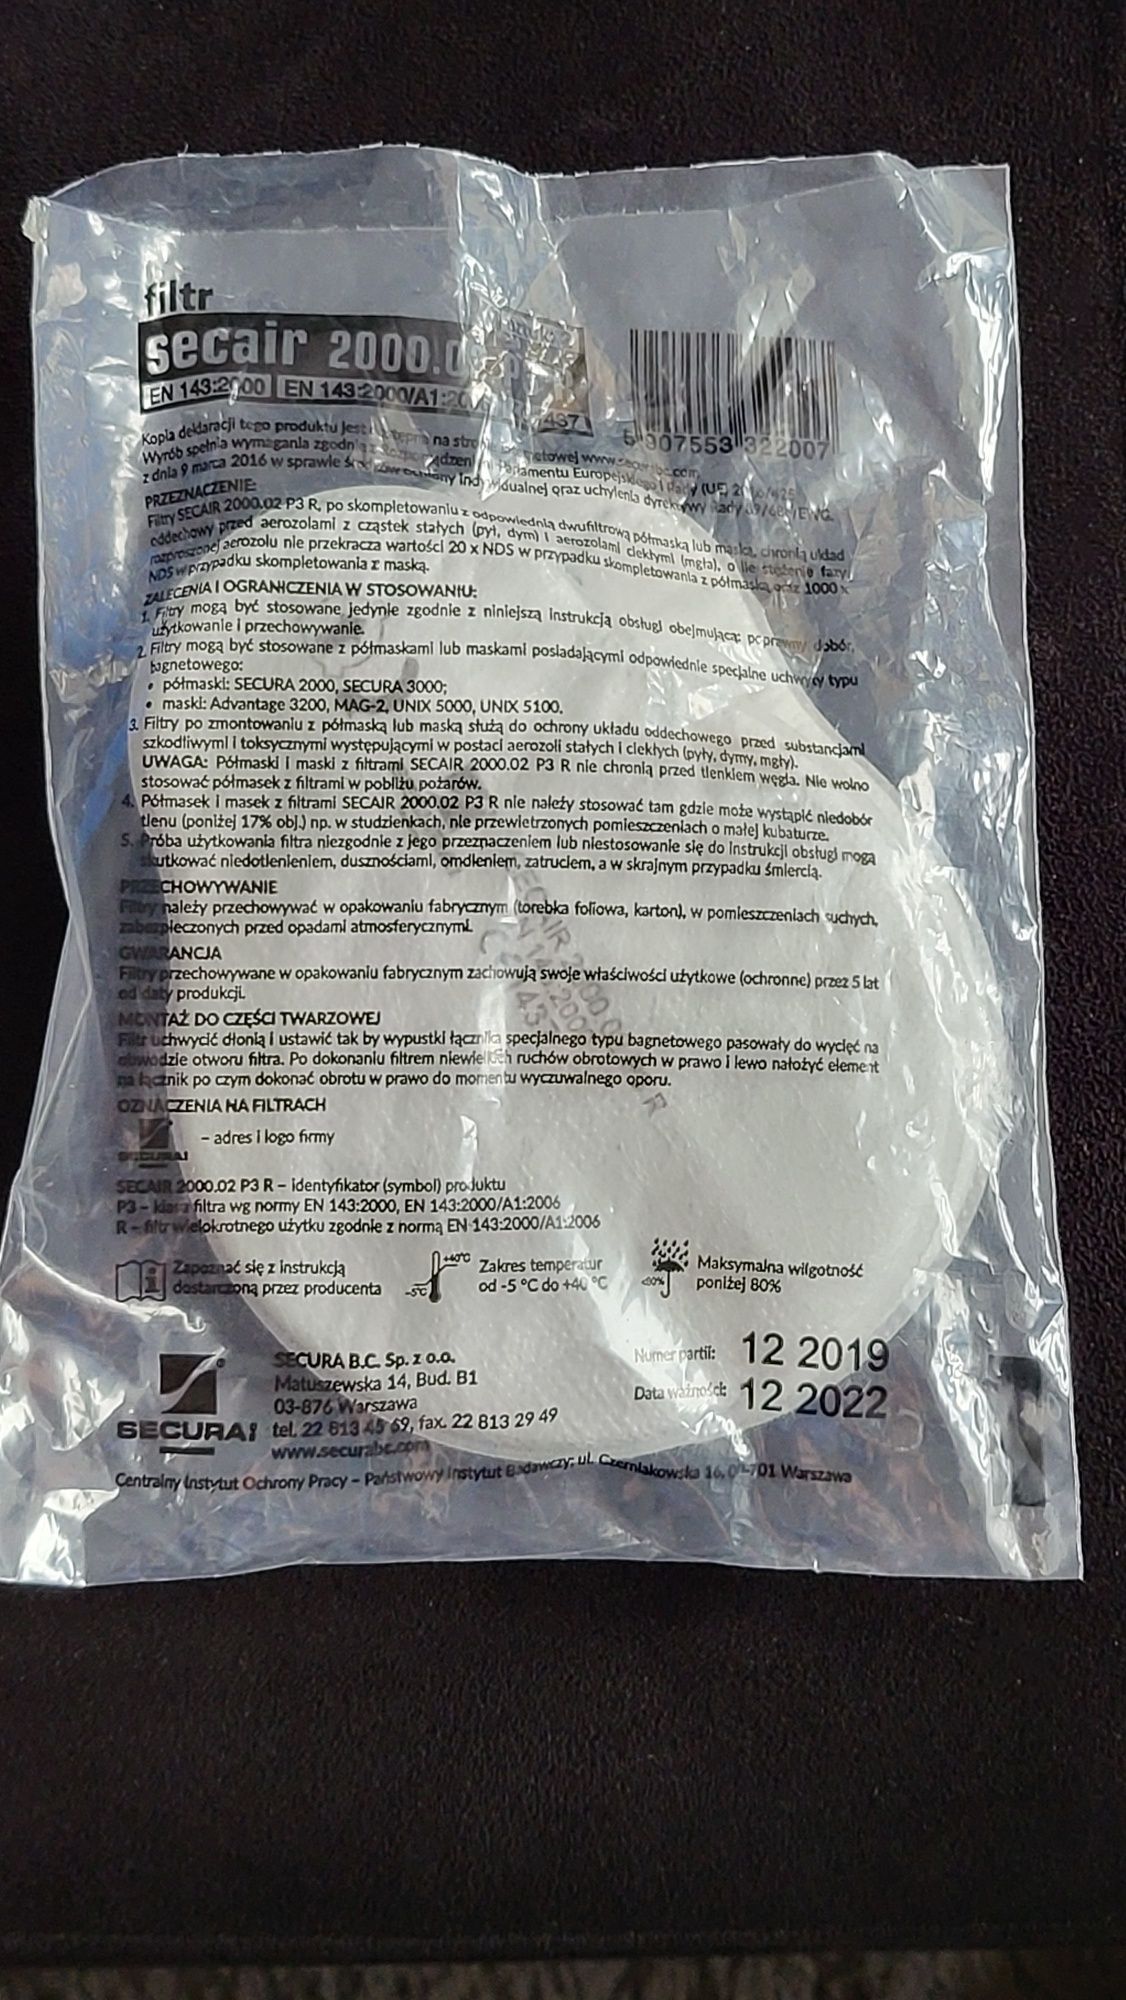 filtr
secair 2000.0
EN 143:2000 EN 143:2000/A1:20
1437
5 907553 322007
Kopia deklaracji tego produktu jest na internetowej www.securabc.com
Wyrób spełnia wymagania zgodnie z rozporządzeniem Parlamentu Europejskiego i Rady (UE) 2016/425
z dnia 9 marca 2016 w sprawie środków ochrony indywidualnej oraz uchylenia dyrektywy Rady 89/686/EWG.
PRZEZNACZENIE:
Filtry SECAIR 2000.02 P3 R, po skompletowaniu z odpowiednią dwufiltrową półmaską lub maską, chronią układ
oddechowy przed aerozolami z cząstek stałych (pył, dym) i aerozolami ciekłymi (mgła), o ile stężenie fazy
rozproszonej aerozolu nie przekracza wartości 20 x NDS w przypadku skompletowania z półmaską oraz 1000 x
NDS w przypadku skompletowania z maską.
ZALECENIA I OGRANICZENIA W STOSOWANIU:
1. Filtry mogą być stosowane jedynie zgodnie z niniejszą instrukcją obsługi obejmującą: poprawny dobór,
użytkowanie i przechowywanie.
2. Filtry mogą być stosowane z półmaskami lub maskami posiadającymi odpowiednie specjalne uchwyty typu
bagnetowego:
• półmaski: SECURA 2000, SECURA 3000;
• maski: Advantage 3200, MAG-2, UNIX 5000, UNIX 5100.
3. Filtry po zmontowaniu z półmaską lub maską służą do ochrony układu oddechowego przed substancjami
szkodliwymi i toksycznymi występującymi w postaci aerozoli stałych i ciekłych (pyły, dymy, mgły).
UWAGA: Półmaski i maski z filtrami SECAIR 2000.02 P3 R nie chronią przed tlenkiem węgla. Nie wolno
stosować półmasek z filtrami w pobliżu pożarów.
4. Półmasek i masek z filtrami SECAIR 2000.02 P3 R nie należy stosować tam gdzie może wystąpić niedobór
tlenu (poniżej 17% obj.) np. w studzienkach, nie przewietrzonych pomieszczeniach o małej kubaturze.
5. Próba użytkowania filtra niezgodnie z jego przeznaczeniem lub niestosowanie się do instrukcji obsługi mogą
skutkować niedotlenieniem, dusznościami, omdleniem, zatruciem, a w skrajnym przypadku śmiercią.
PRZECHOWYWANIE
Filtry należy przechowywać w opakowaniu fabrycznym (torebka foliowa, karton), w pomieszczeniach suchych,
zabezpieczonych przed opadami atmosferycznymi.
GWARANCJA
Filtry przechowywane w opakowaniu fabrycznym zachowują swoje właściwości użytkowe (ochronne) przez 5 lat
od daty produkcji.
MONTAŻ DO CZĘŚCI TWARZOWEJ
Filtr uchwycić dłonią i ustawić tak by wypustki łącznika specjalnego typu bagnetowego pasowały do wycięć na
obwodzie otworu filtra. Po dokonaniu filtrem niewielkich ruchów obrotowych w prawo i lewo nałożyć element
na łącznik po czym dokonać obrotu w prawo do momentu wyczuwalnego oporu.
OZNACZENIA NA FILTRACH
SECURA – adres i logo firmy
SECAIR 2000.02 P3 R – identyfikator (symbol) produktu
P3 – klasa filtra wg normy EN 143:2000, EN 143:2000/A1:2006
R – filtr wielokrotnego użytku zgodnie z normą EN 143:2000/A1:2006
Zapoznać się z instrukcją
dostarczoną przez producenta
+40°C
-5°C
Zakres temperatur
od -5 °C do +40 °C
<80%
Maksymalna wilgotność
poniżej 80%
SECURA
SECURA B.C. Sp. z o.o.
Matuszewska 14, Bud. B1
03-876 Warszawa
tel. 22 813 45 69, fax. 22 813 29 49
www.securabc.com
Numer partii: 12 2019
Data ważności: 12 2022
Centralny Instytut Ochrony Pracy – Państwowy Instytut Badawczy; ul. Czerniakowska 16, 00-701 Warszawa